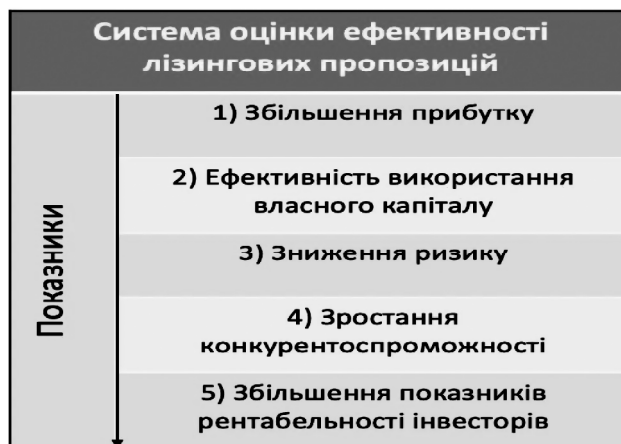 Система оцінки ефективності
лізингових пропозицій
Показники
1) Збільшення прибутку
2) Ефективність використання
власного капіталу
3) Зниження ризику
4) Зростання
конкурентоспроможності
5) Збільшення показників
рентабельності інвесторів